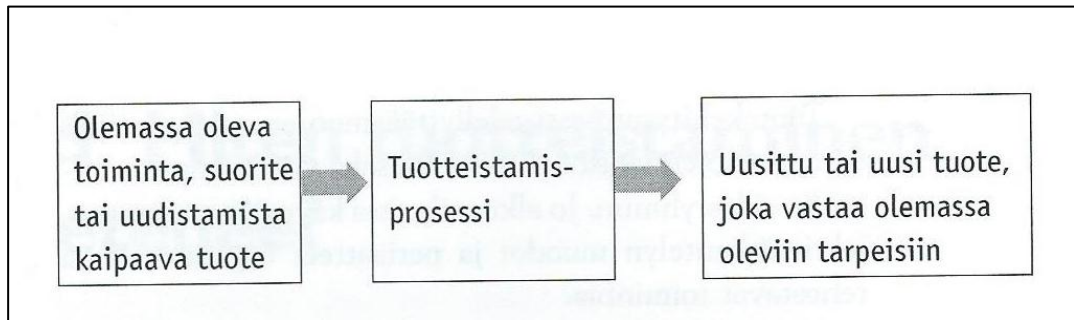 Olemassa oleva
toiminta, suorite
tai uudistamista
kaipaava tuote
Tuotteistamis-
prosessi
Uusittu tai uusi tuote,
joka vastaa olemassa
oleviin tarpeisiin